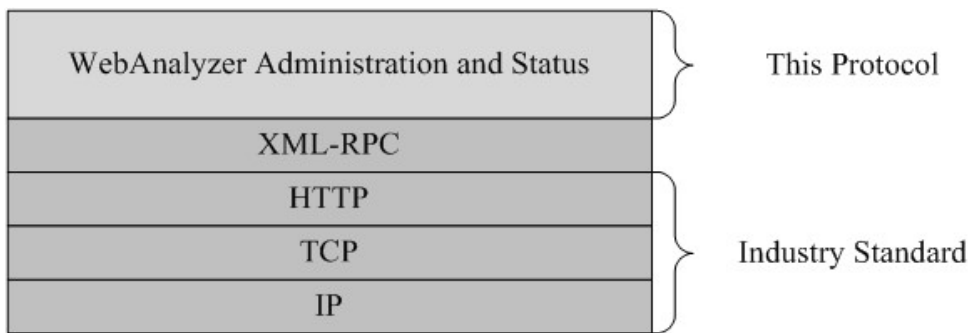 WebAnalyzer Administration and Status
This Protocol
XML-RPC
HTTP
TCP
Industry Standard
IP